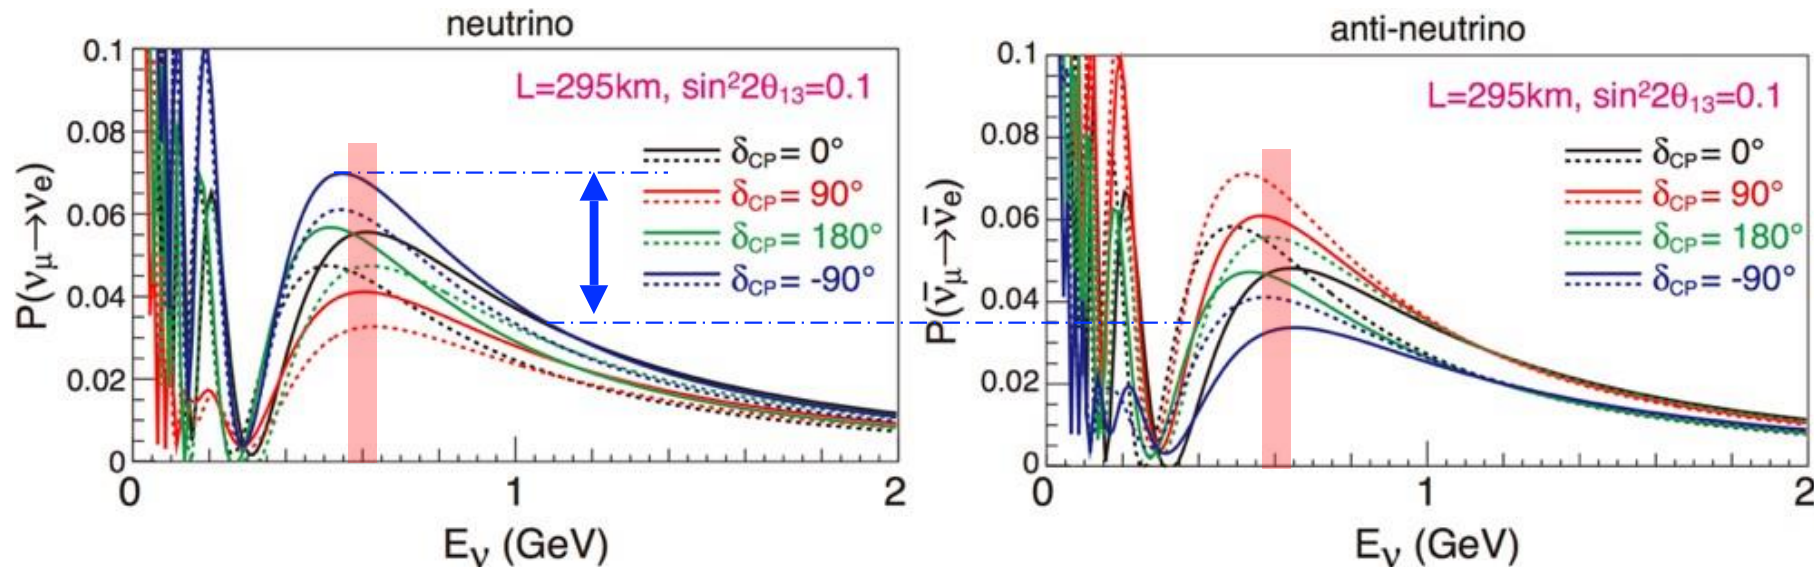 neutrino
0.1
0.08
0.06
0.04
0.02
0
0
1
2
P(νμ→νe)
Eν (GeV)
L=295km, sin²2θ₁₃=0.1
δCP = 0°
δCP = 90°
δCP = 180°
δCP = -90°
anti-neutrino
0.1
0.08
0.06
0.04
0.02
0
0
1
2
P(ν̄μ→ν̄e)
Eν (GeV)
L=295km, sin²2θ₁₃=0.1
δCP = 0°
δCP = 90°
δCP = 180°
δCP = -90°